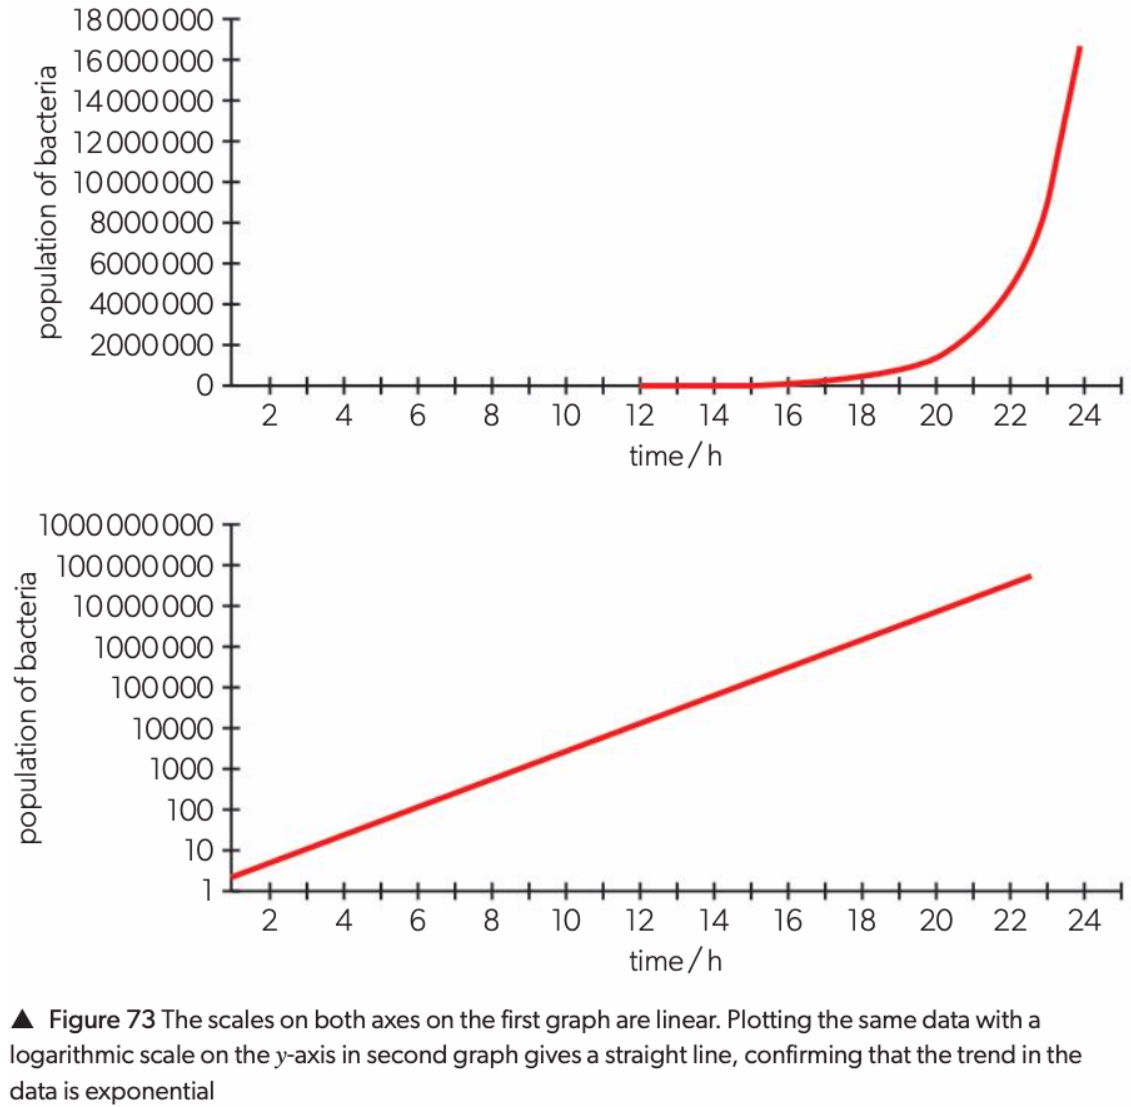 18000000
16000000
14000000
12000000
10000000
8000000
6000000
4000000
2000000
0
population of bacteria
2 4 6 8 10 12 14 16 18 20 22 24
time/h
1000000000
100000000
10000000
1000000
100000
10000
1000
100
10
1
population of bacteria
2 4 6 8 10 12 14 16 18 20 22 24
time/h
▲ Figure 73 The scales on both axes on the first graph are linear. Plotting the same data with a
logarithmic scale on the y-axis in second graph gives a straight line, confirming that the trend in the
data is exponential